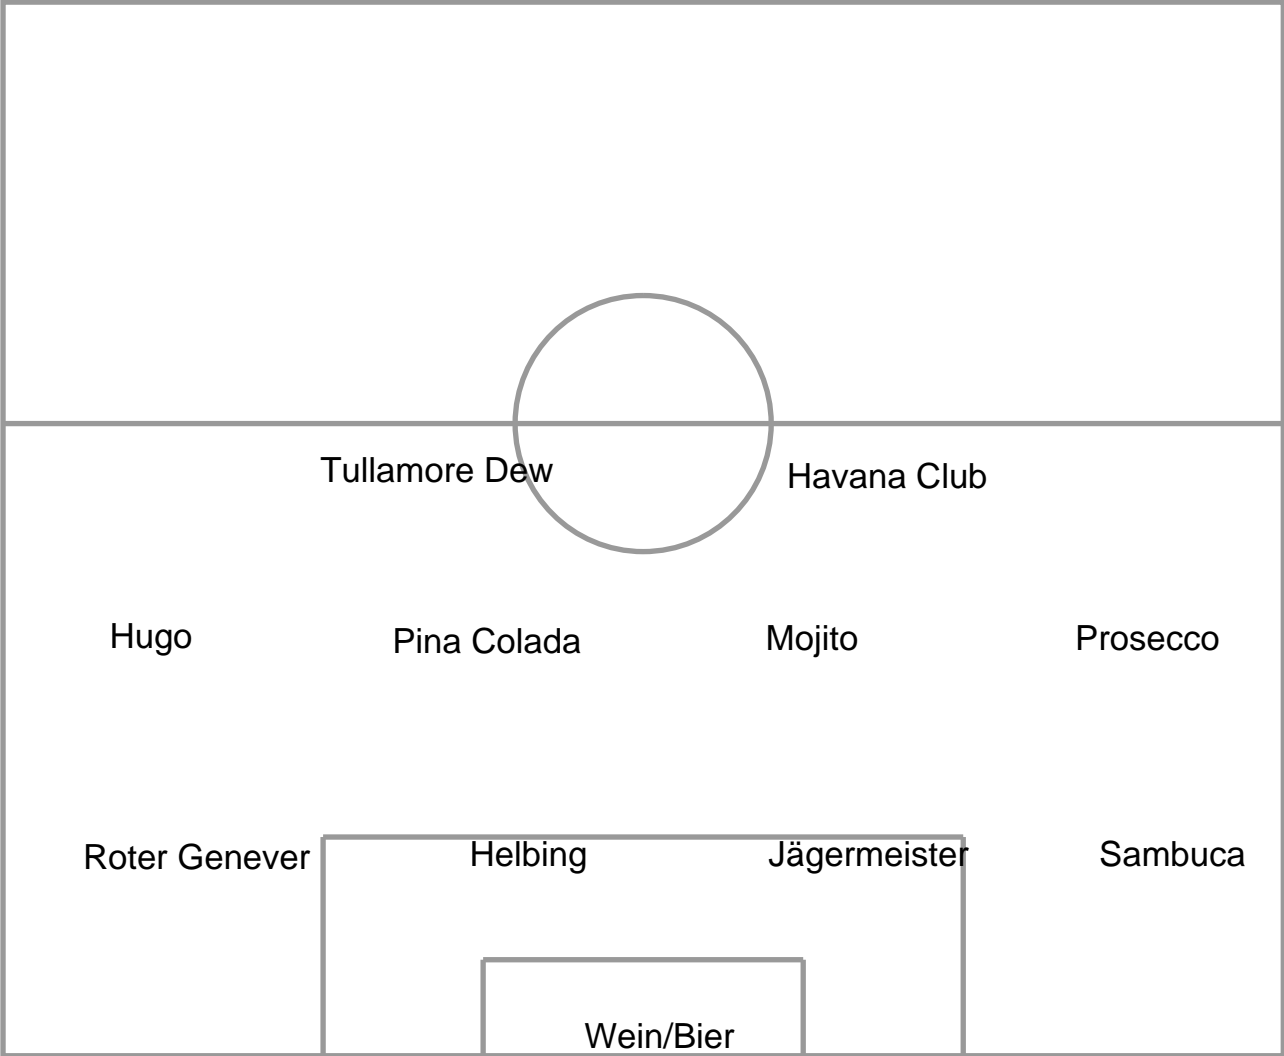 Tullamore Dew
Havana Club
Hugo
Pina Colada
Mojito
Prosecco
Roter Genever
Helbing
Jägermeister
Sambuca
Wein/Bier